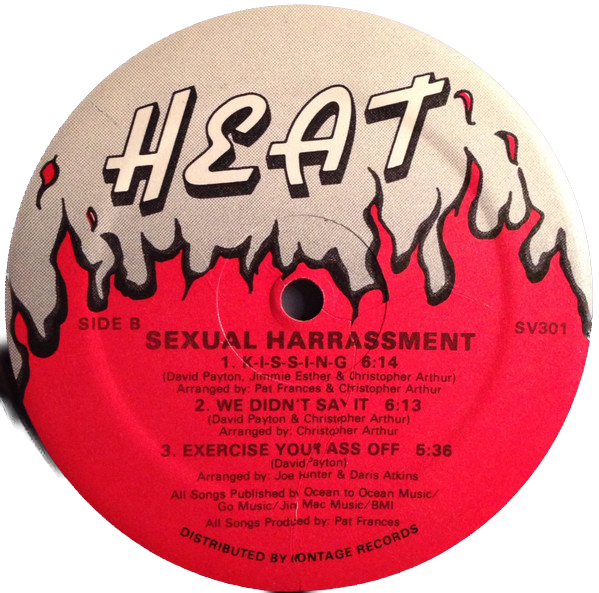 HEAT
SIDE B
SV301
SEXUAL HARRASSMENT
1. K-I-S-S-I-N-G 6:14
(David Payton, Jimmie Esther & Christopher Arthur)
Arranged by: Pat Frances & Christopher Arthur
2. WE DIDN'T SAY IT 6:13
(David Payton & Christopher Arthur)
Arranged by: Christopher Arthur
3. EXERCISE YOUR ASS OFF 5:36
(David Payton)
Arranged by: Joe Hunter & Daris Atkins
All Songs Published by Ocean to Ocean Music/
Go Music/Jim Mac Music/BMI
All Songs Produced by: Pat Frances
DISTRIBUTED BY MONTAGE RECORDS